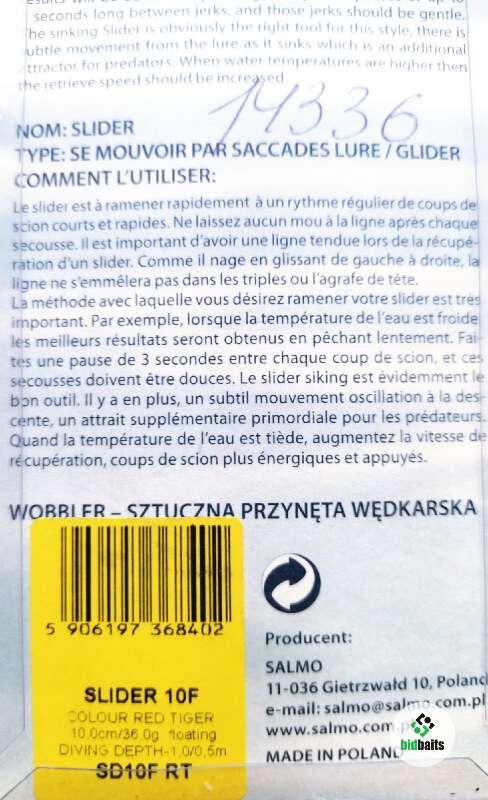 seconds long between jerks, and those jerks should be gentle.
The sinking Slider is obviously the right tool for this style, there is
subtle movement from the lure as it sinks which is an additional
attractor for predators. When water temperatures are higher then
the retrieve speed should be increased.
14336
NOM: SLIDER
TYPE: SE MOUVOIR PAR SACCADES LURE / GLIDER
COMMENT L'UTILISER:
Le slider est à ramener rapidement à un rythme régulier de coups de
scion courts et rapides. Ne laissez aucun mou à la ligne après chaque
secousse. Il est important d'avoir une ligne tendue lors de la récupé-
ration d'un slider. Comme il nage en glissant de gauche à droite, la
ligne ne s'emmêlera pas dans les triples ou l'agrafe de tête.
La méthode avec laquelle vous désirez ramener votre slider est très
important. Par exemple, lorsque la température de l'eau est froide
les meilleurs résultats seront obtenus en pêchant lentement. Fai-
tes une pause de 3 secondes entre chaque coup de scion, et ces
secousses doivent être douces. Le slider siking est évidemment le
bon outil. Il y a en plus, un subtil mouvement oscillation à la des-
cente, un attrait supplémentaire primordiale pour les prédateurs.
Quand la température de l'eau est tiède, augmentez la vitesse de
récupération, coups de scion plus énergiques et appuyés.
WOBBLER – SZTUCZNA PRZYNĘTA WĘDKARSKA
5 906197 368402
SLIDER 10F
COLOUR RED TIGER
10,0cm/36,0g floating
DIVING DEPTH-1,0/0,5m
SD10F RT
Producent:
SALMO
11-036 Gietrzwałd 10, Poland
e-mail: salmo@salmo.com.pl
www.salmo.com.p
MADE IN POLAND
bidbaits